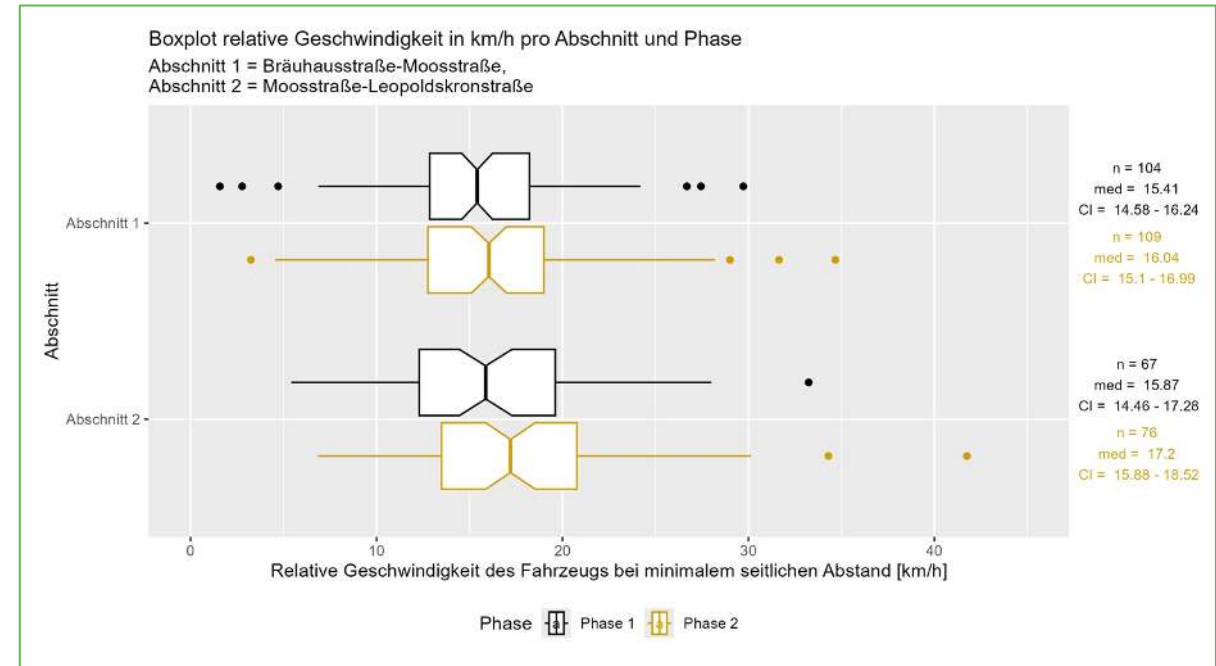 Boxplot relative Geschwindigkeit in km/h pro Abschnitt und Phase
Abschnitt 1 = Bräuhausstraße-Moosstraße,
Abschnitt 2 = Moosstraße-Leopoldskronstraße
n = 104
med = 15.41
CI = 14.58 - 16.24
Abschnitt 1
n = 109
med = 16.04
CI = 15.1 - 16.99
Abschnitt
n = 67
med = 15.87
CI = 14.46 - 17.28
Abschnitt 2
n = 76
med = 17.2
CI = 15.88 - 18.52
0 10 20 30 40
Relative Geschwindigkeit des Fahrzeugs bei minimalem seitlichen Abstand [km/h]
Phase a Phase 1 a Phase 2